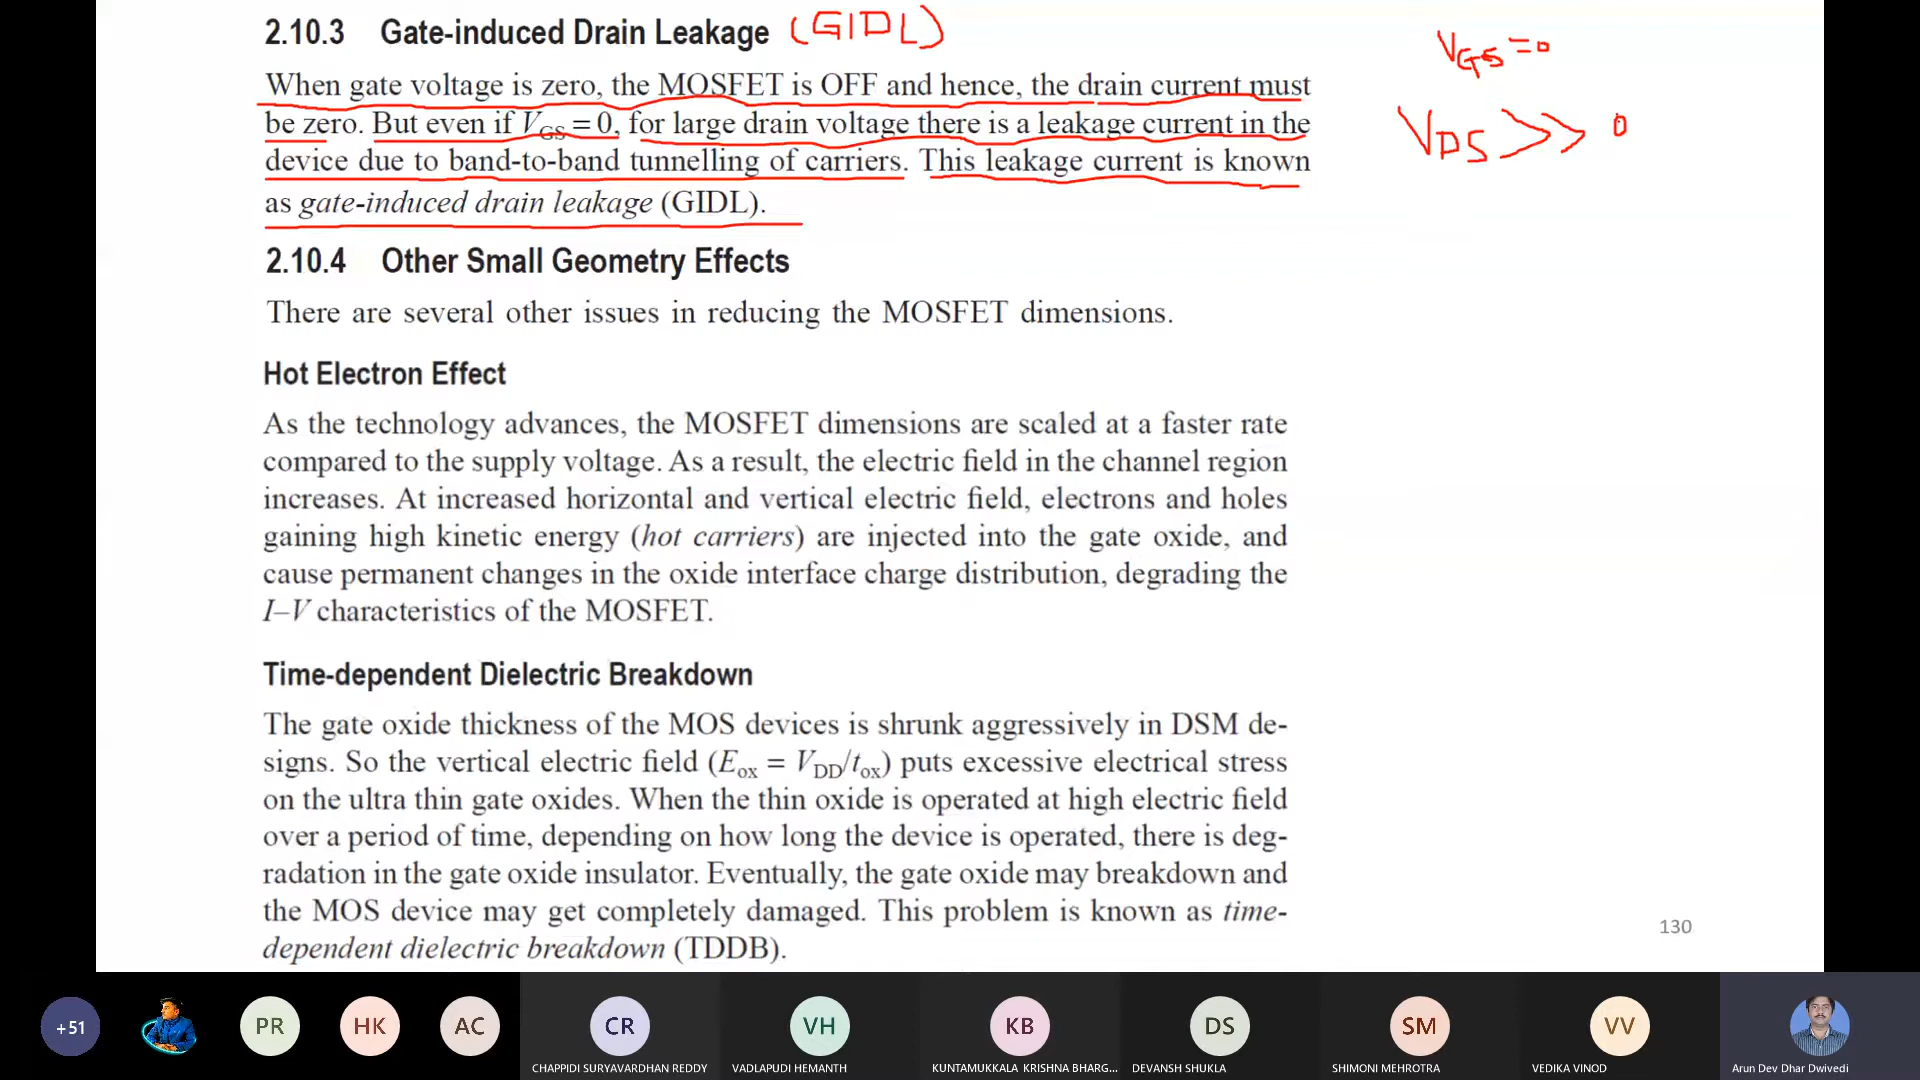 2.10.3 Gate-induced Drain Leakage (GIDL)
VGS = 0
When gate voltage is zero, the MOSFET is OFF and hence, the drain current must
be zero. But even if VGS = 0, for large drain voltage there is a leakage current in the
VDS >> 0
device due to band-to-band tunnelling of carriers. This leakage current is known
as gate-induced drain leakage (GIDL).
2.10.4 Other Small Geometry Effects
There are several other issues in reducing the MOSFET dimensions.
Hot Electron Effect
As the technology advances, the MOSFET dimensions are scaled at a faster rate
compared to the supply voltage. As a result, the electric field in the channel region
increases. At increased horizontal and vertical electric field, electrons and holes
gaining high kinetic energy (hot carriers) are injected into the gate oxide, and
cause permanent changes in the oxide interface charge distribution, degrading the
I–V characteristics of the MOSFET.
Time-dependent Dielectric Breakdown
The gate oxide thickness of the MOS devices is shrunk aggressively in DSM de-
signs. So the vertical electric field (Eox = VDD/tox) puts excessive electrical stress
on the ultra thin gate oxides. When the thin oxide is operated at high electric field
over a period of time, depending on how long the device is operated, there is deg-
radation in the gate oxide insulator. Eventually, the gate oxide may breakdown and
the MOS device may get completely damaged. This problem is known as time-
dependent dielectric breakdown (TDDB).
130
+51 PR HK AC CR VH KB DS SM VV
CHAPPIDI SURYAVARDHAN REDDY VADLAPUDI HEMANTH KUNTAMUKKALA KRISHNA BHARG... DEVANSH SHUKLA SHIMONI MEHROTRA VEDIKA VINOD Arun Dev Dhar Dwivedi